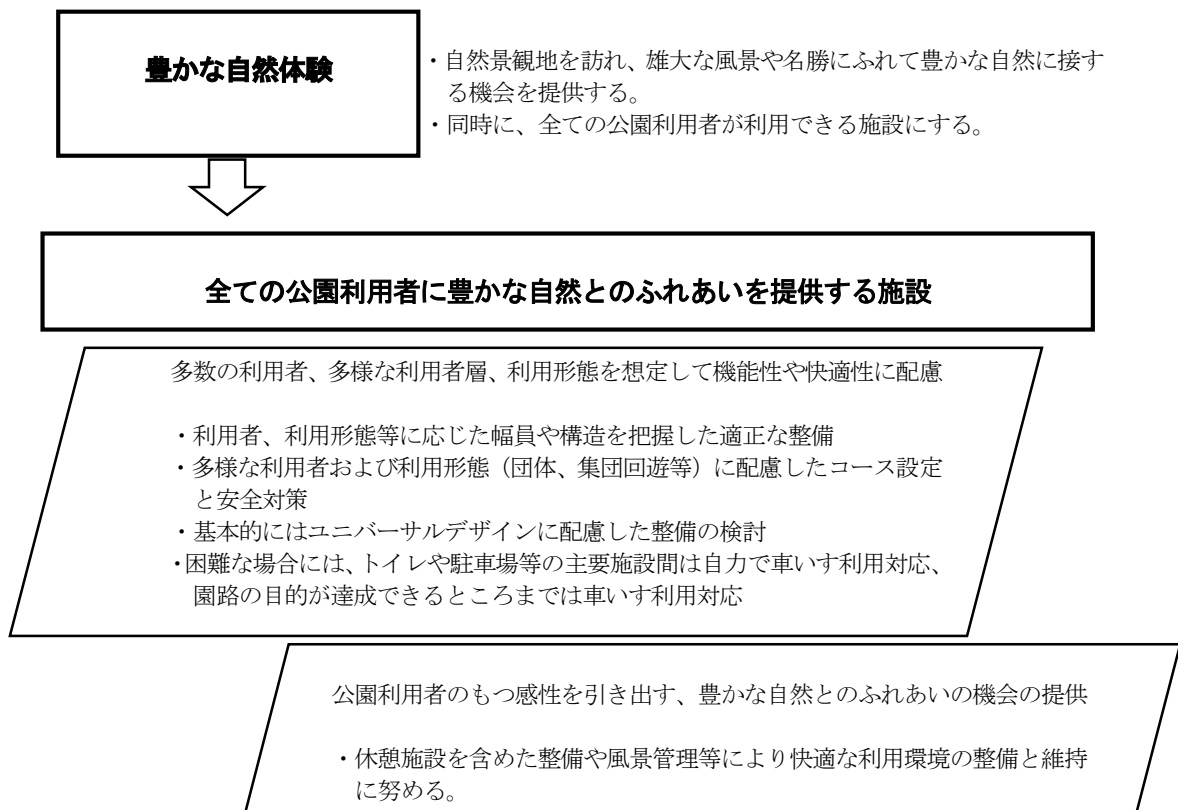 豊かな自然体験
・自然景観地を訪れ、雄大な風景や名勝にふれて豊かな自然に接す
る機会を提供する。
・同時に、全ての公園利用者が利用できる施設にする。
全ての公園利用者に豊かな自然とのふれあいを提供する施設
多数の利用者、多様な利用者層、利用形態を想定して機能性や快適性に配慮
・利用者、利用形態等に応じた幅員や構造を把握した適正な整備
・多様な利用者および利用形態（団体、集団回遊等）に配慮したコース設定
と安全対策
・基本的にはユニバーサルデザインに配慮した整備の検討
・困難な場合には、トイレや駐車場等の主要施設間は自力で車いす利用対応、
園路の目的が達成できるところまでは車いす利用対応
公園利用者のもつ感性を引き出す、豊かな自然とのふれあいの機会の提供
・休憩施設を含めた整備や風景管理等により快適な利用環境の整備と維持
に努める。